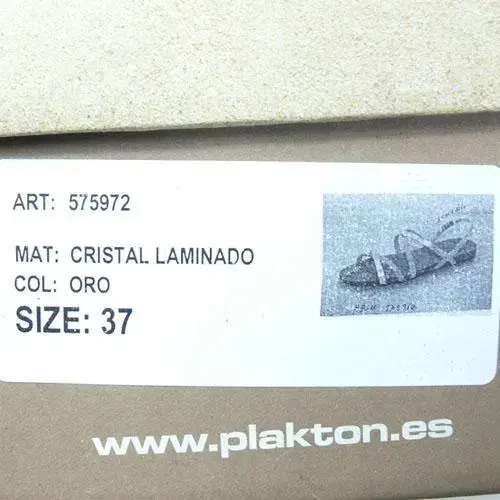 ART: 575972
MAT: CRISTAL LAMINADO
COL: ORO
SIZE: 37
www.plakton.es